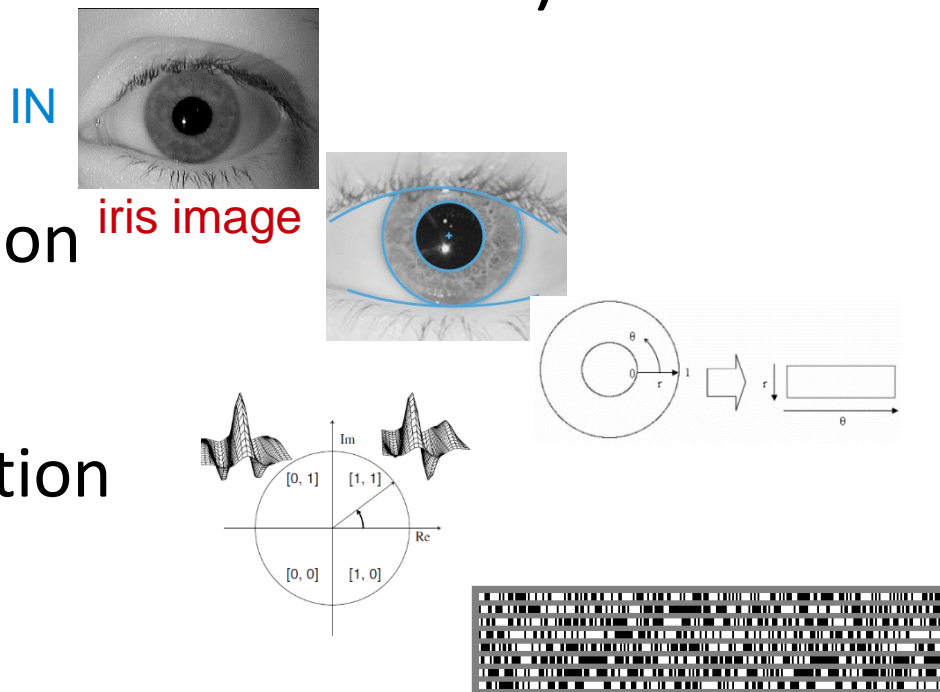 IN
iris image
on
θ
0
r
1
r
θ
tion
Im
[0, 1] [1, 1]
Re
[0, 0] [1, 0]